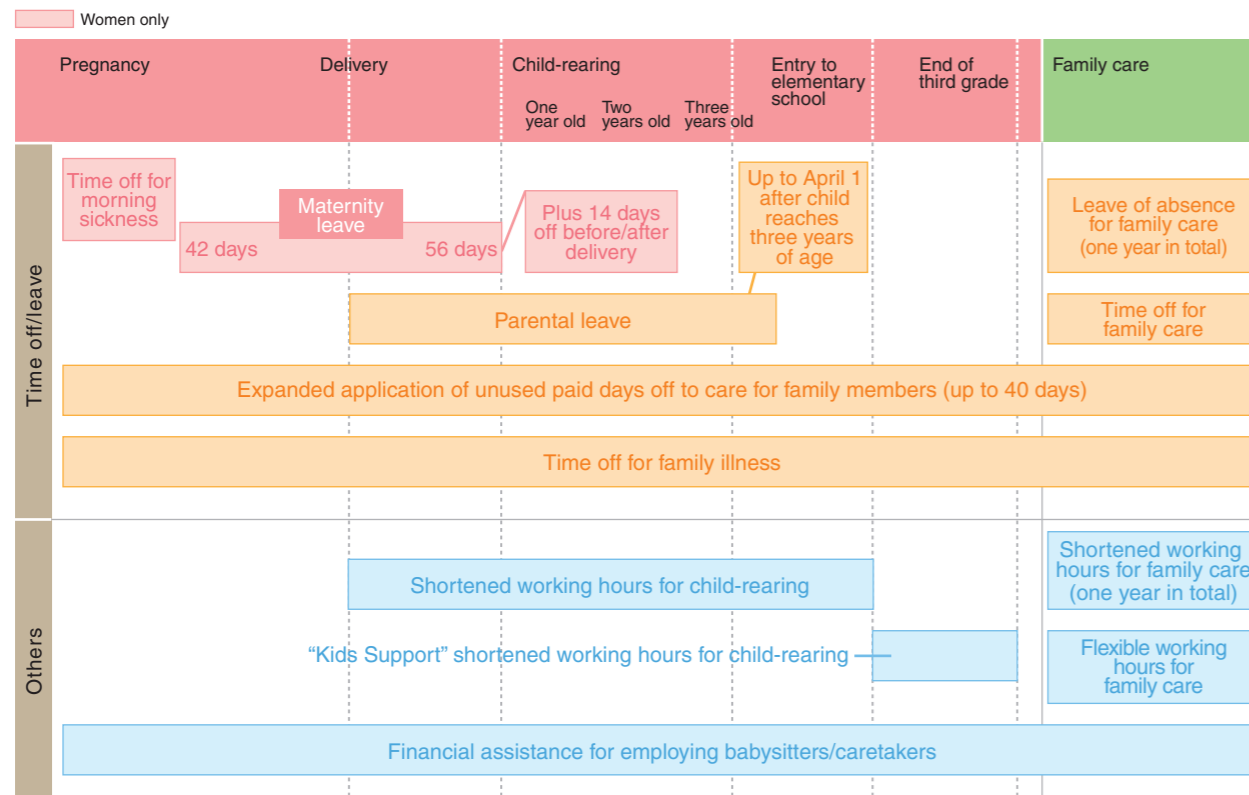 Women only
Pregnancy
Delivery
Child-rearing
One
year old
Two
years old
Three
years old
Entry to
elementary
school
End of
third grade
Family care
Time off/leave
Time off for
morning
sickness
Maternity
leave
42 days
56 days
Plus 14 days
off before/after
delivery
Up to April 1
after child
reaches
three years
of age
Leave of absence
for family care
(one year in total)
Parental leave
Time off for
family care
Expanded application of unused paid days off to care for family members (up to 40 days)
Time off for family illness
Others
Shortened working hours for child-rearing
Shortened working
hours for family care
(one year in total)
“Kids Support” shortened working hours for child-rearing
Flexible working
hours for
family care
Financial assistance for employing babysitters/caretakers